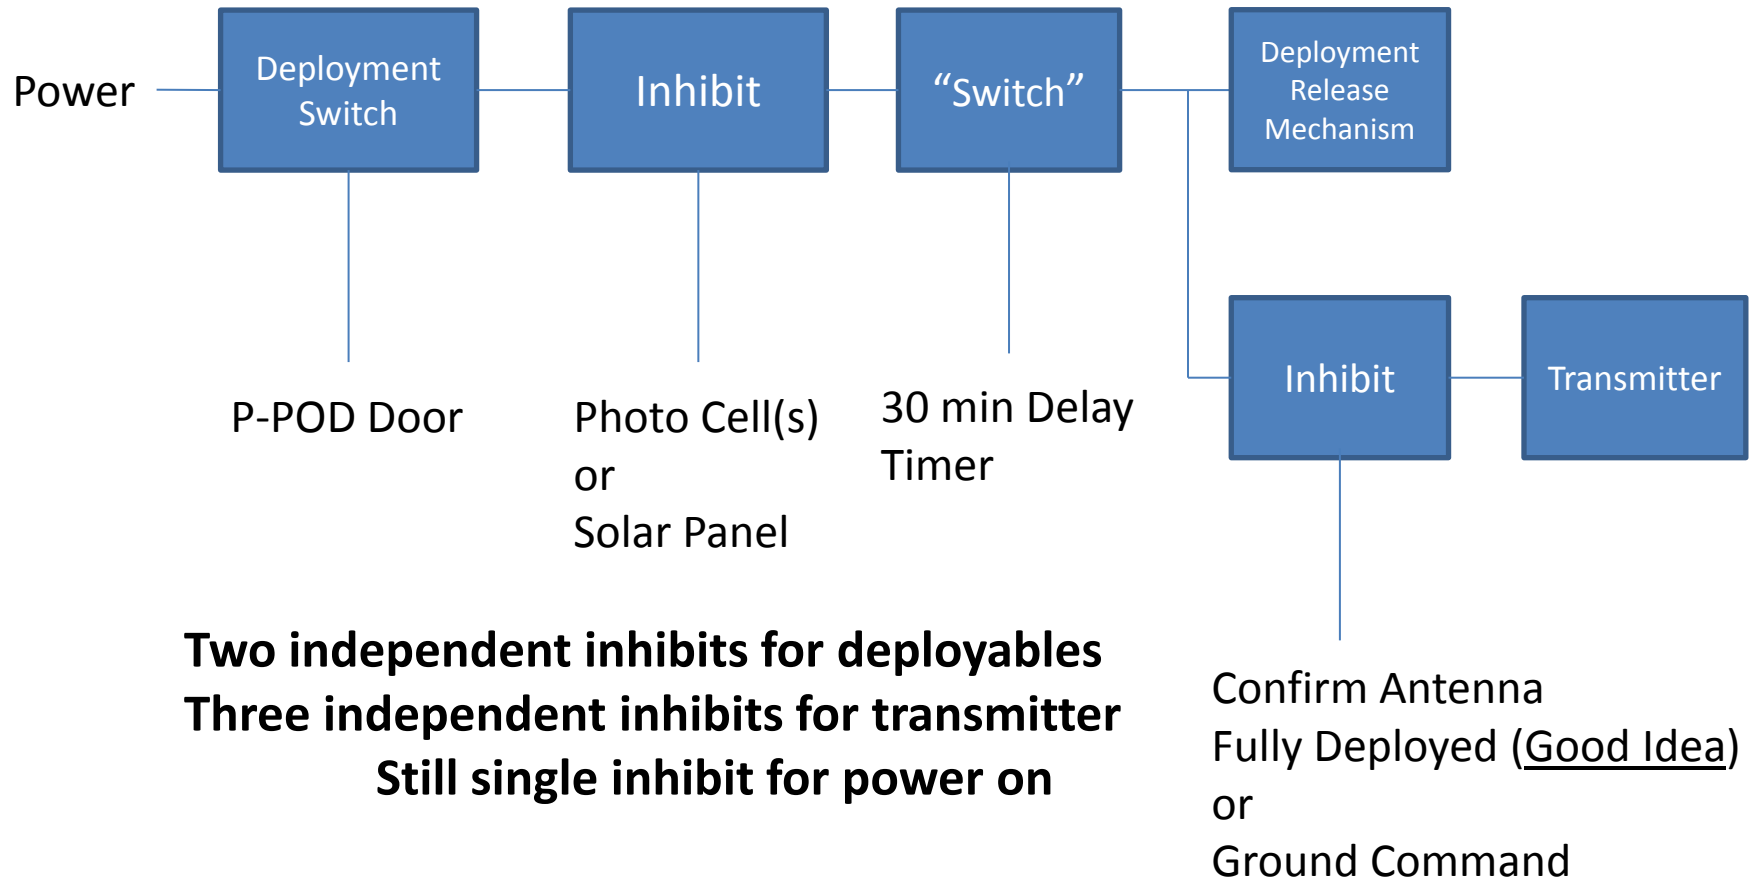 Power
Deployment
Switch
Inhibit
“Switch”
Deployment
Release
Mechanism
Inhibit
Transmitter
P-POD Door
Photo Cell(s)
or
Solar Panel
30 min Delay
Timer
Two independent inhibits for deployables
Three independent inhibits for transmitter
Still single inhibit for power on
Confirm Antenna
Fully Deployed (Good Idea)
or
Ground Command